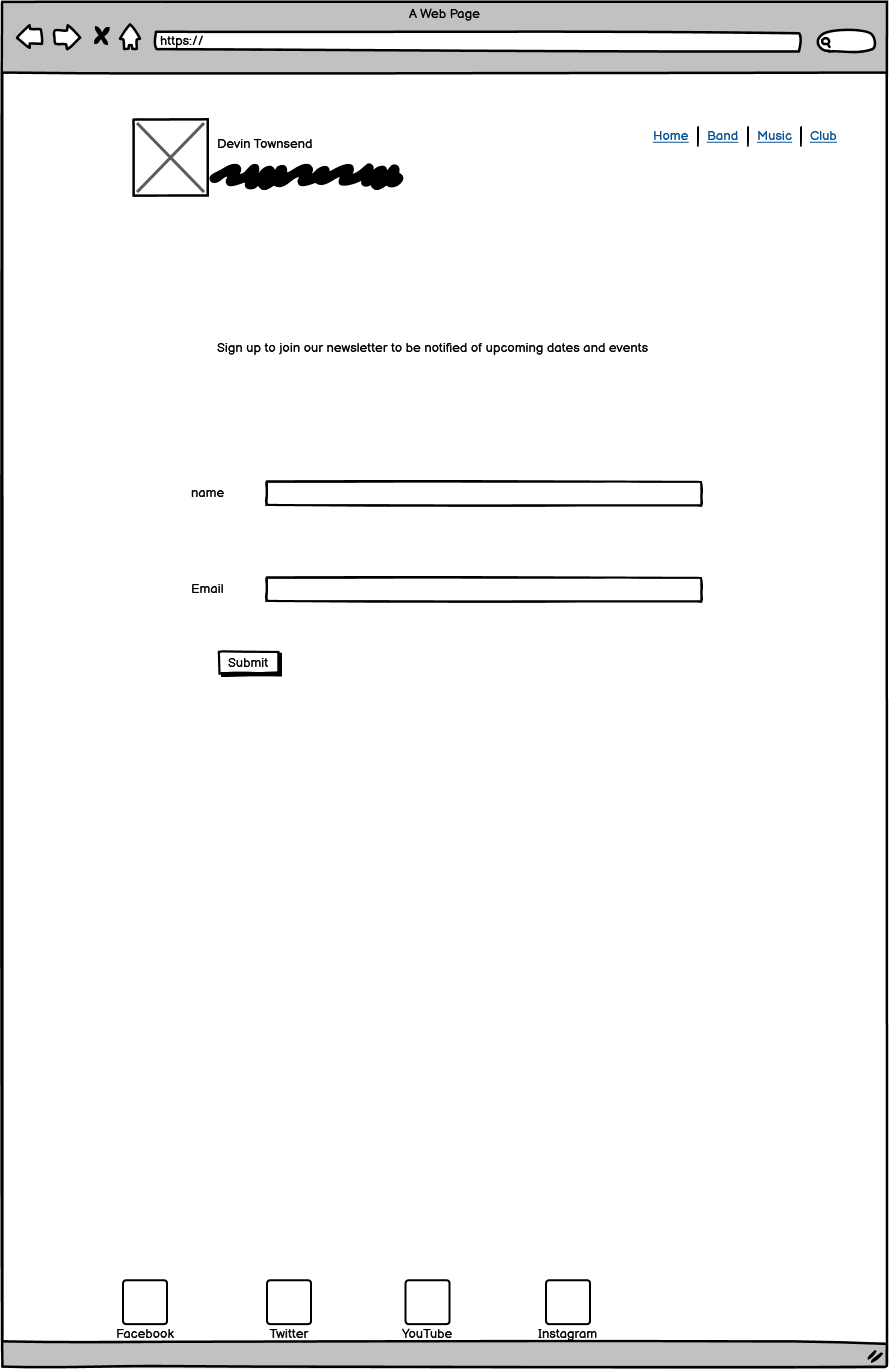 A Web Page
https://
Devin Townsend
Home Band Music Club
Sign up to join our newsletter to be notified of upcoming dates and events
name
Email
Submit
Facebook Twitter YouTube Instagram